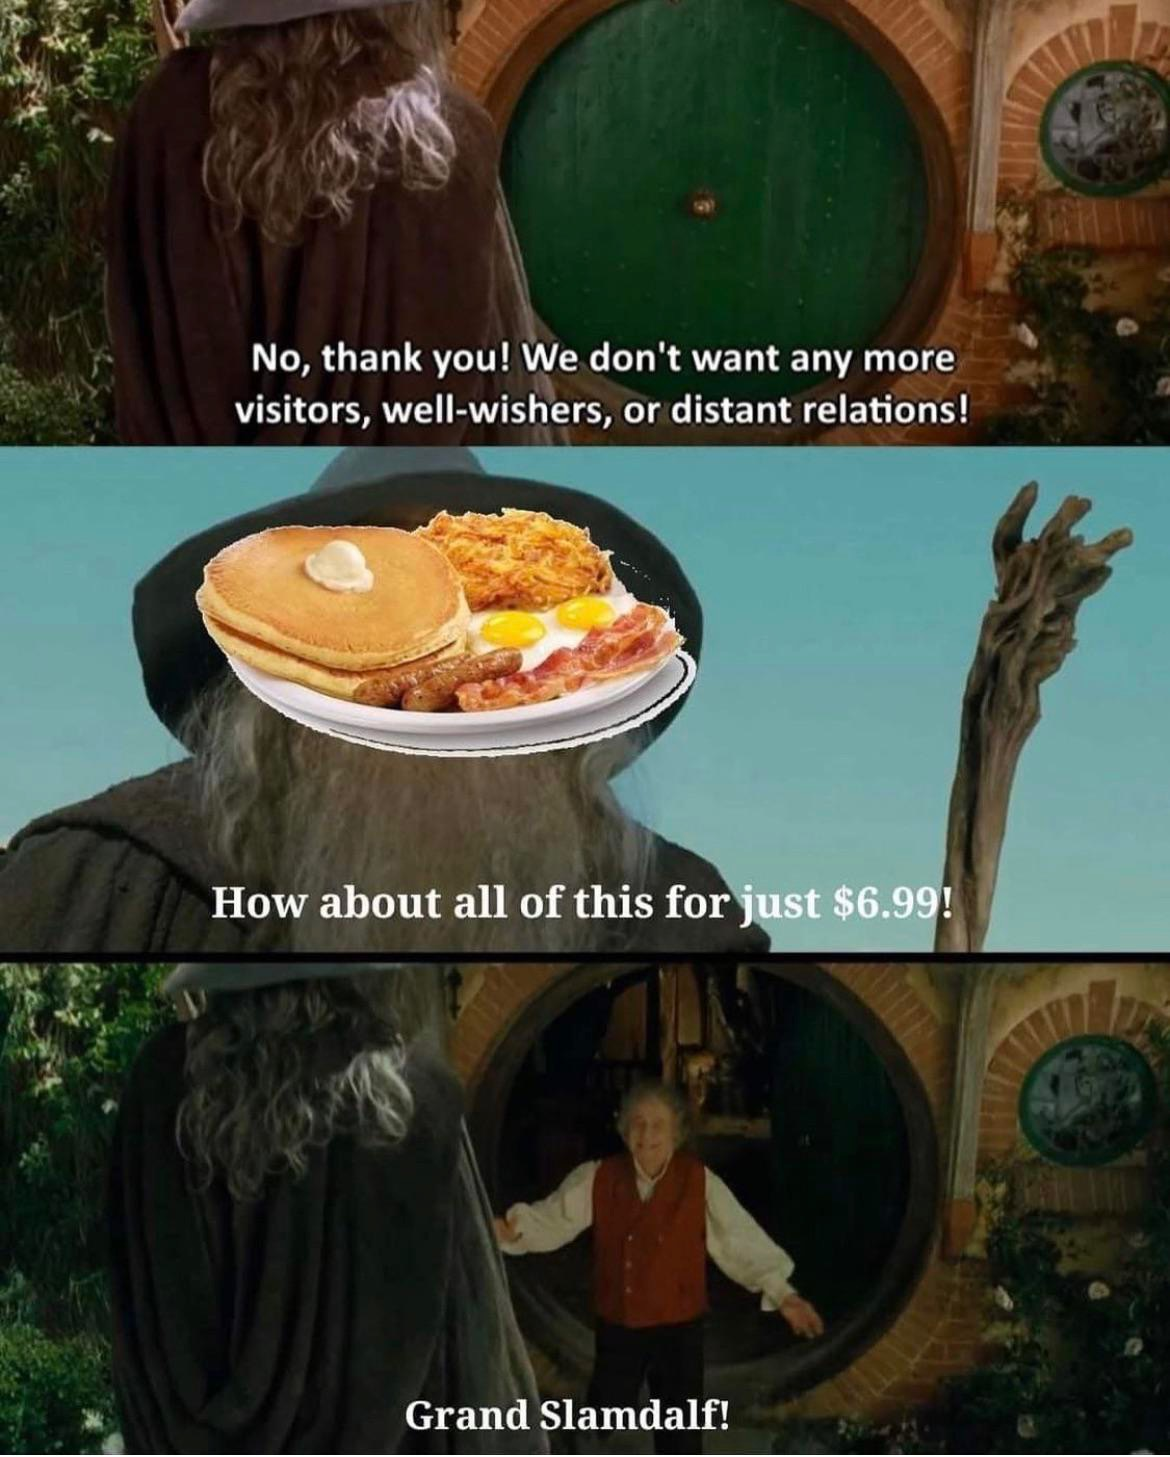 No, thank you! We don't want any more
visitors, well-wishers, or distant relations!
How about all of this for just $6.99!
Grand Slamdalf!